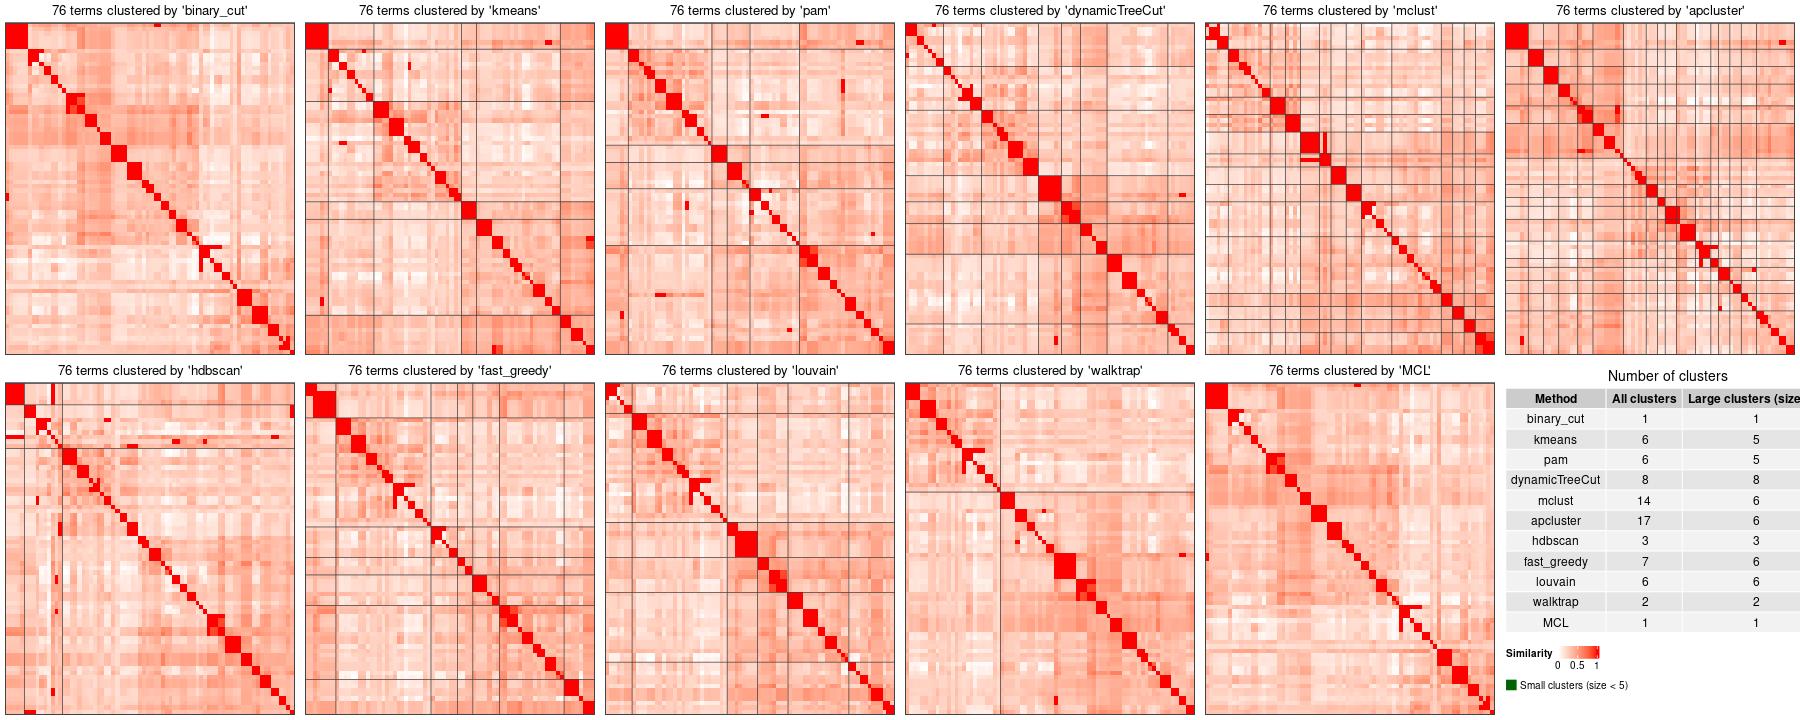 76 terms clustered by 'binary_cut'
76 terms clustered by 'kmeans'
76 terms clustered by 'pam'
76 terms clustered by 'dynamicTreeCut'
76 terms clustered by 'mclust'
76 terms clustered by 'apcluster'
76 terms clustered by 'hdbscan'
76 terms clustered by 'fast_greedy'
76 terms clustered by 'louvain'
76 terms clustered by 'walktrap'
76 terms clustered by 'MCL'
Number of clusters
Method All clusters Large clusters (size
binary_cut 1 1
kmeans 6 5
pam 6 5
dynamicTreeCut 8 8
mclust 14 6
apcluster 17 6
hdbscan 3 3
fast_greedy 7 6
louvain 6 6
walktrap 2 2
MCL 1 1
Similarity
0 0.5 1
Small clusters (size < 5)